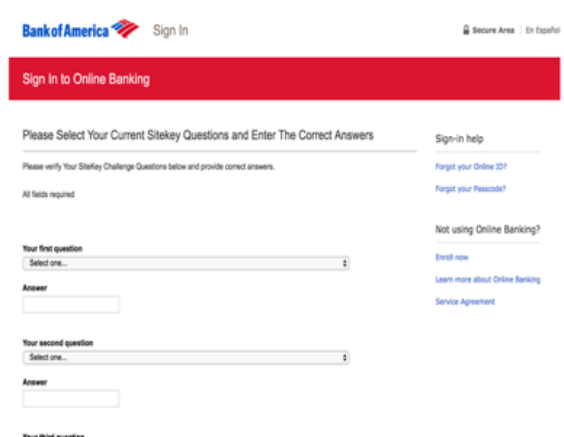 Bank of America Sign In
Secure Area En Español
Sign In to Online Banking
Please Select Your Current Sitekey Questions and Enter The Correct Answers
Please verify Your SiteKey Challenge Questions below and provide correct answers.
All fields required
Your first question
Select one...
Answer
Your second question
Select one...
Answer
Your third question
Sign-in help
Forgot your Online ID?
Forgot your Passcode?
Not using Online Banking?
Enroll now
Learn more about Online Banking
Service Agreement